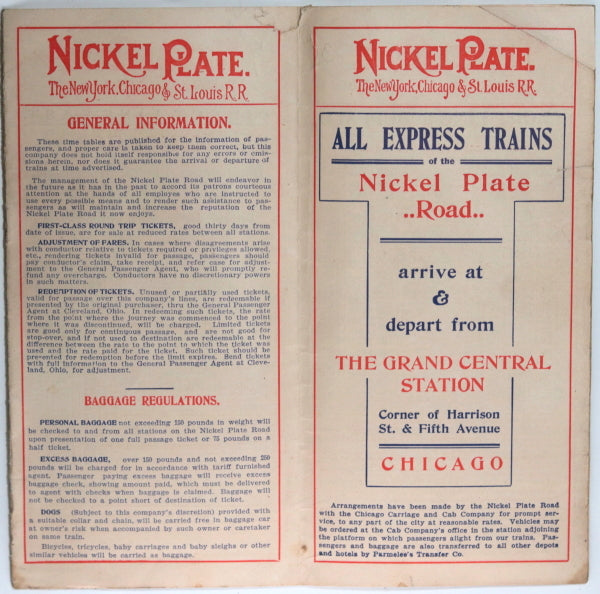 NICKEL PLATE.
The New York, Chicago & St. Louis R.R.
GENERAL INFORMATION.
These time tables are published for the information of pas-
sengers, and proper care is taken to keep them correct, but this
company does not hold itself responsible for any errors or omis-
sions herein, nor does it guarantee the arrival or departure of
trains at time advertised.
The management of the Nickel Plate Road will endeavor in
the future as it has in the past to accord its patrons courteous
attention at the hands of all employes who are instructed to
use every possible means and to render such assistance to pas-
sengers as will maintain and increase the reputation of the
Nickel Plate Road it now enjoys.
FIRST-CLASS ROUND TRIP TICKETS, good thirty days from
date of issue, are for sale at reduced rates between all stations.
ADJUSTMENT OF FARES. In cases where disagreements arise
with conductor relative to tickets required or privileges allowed,
etc., rendering tickets invalid for passage, passengers should
pay conductor's claim, take receipt, and refer case for adjust-
ment to the General Passenger Agent, who will promptly re-
fund any overcharge. Conductors have no discretionary powers
in such matters.
REDEMPTION OF TICKETS. Unused or partially used tickets,
valid for passage over this company's lines, are redeemable if
presented by the original purchaser, thru the General Passenger
Agent at Cleveland, Ohio. In redeeming such tickets, the rate
from the point where the journey was commenced to the point
where it was discontinued, will be charged. Limited tickets
are good only for continuous passage, and are not good for
stop-over, and if not used to destination are redeemable at the
difference between the rate to the point to which the ticket was
used and the rate paid for the ticket. Such ticket should be
presented for redemption before the limit expires. Send tickets
with full information to the General Passenger Agent at Cleve-
land, Ohio, for adjustment.
BAGGAGE REGULATIONS.
PERSONAL BAGGAGE not exceeding 150 pounds in weight will
be checked to and from all stations on the Nickel Plate Road
upon presentation of one full passage ticket or 75 pounds on a
half ticket.
EXCESS BAGGAGE, over 150 pounds and not exceeding 250
pounds will be charged for in accordance with tariff furnished
agent. Passenger paying excess baggage will receive excess
baggage check, showing amount paid, which must be delivered
to agent with checks when baggage is claimed. Baggage will
not be checked to a point short of destination of ticket.
DOGS (Subject to this company's discretion) provided with
a suitable collar and chain, will be carried free in baggage car
at owner's risk when accompanied by such owner or caretaker
on same train.
Bicycles, tricycles, baby carriages and baby sleighs or other
similar vehicles will be carried as baggage.
NICKEL PLATE.
The New York, Chicago & St. Louis R.R.
ALL EXPRESS TRAINS
of the
Nickel Plate
..Road..
arrive at
&
depart from
THE GRAND CENTRAL
STATION
Corner of Harrison
St. & Fifth Avenue
CHICAGO
Arrangements have been made by the Nickel Plate Road
with the Chicago Carriage and Cab Company for prompt ser-
vice, to any part of the city at reasonable rates. Vehicles may
be ordered at the Cab Company's office in the station adjoining
the platform on which passengers alight from our trains. Pas-
sengers and baggage are also transferred to all other depots
and hotels by Parmelee's Transfer Co.